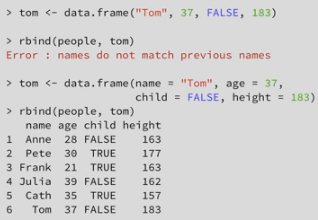 > tom <- data.frame("Tom", 37, FALSE, 183)
> rbind(people, tom)
Error : names do not match previous names
> tom <- data.frame(name = "Tom", age = 37,
child = FALSE, height = 183)
> rbind(people, tom)
name age child height
1 Anne 28 FALSE 163
2 Pete 30 TRUE 177
3 Frank 21 TRUE 163
4 Julia 39 FALSE 162
5 Cath 35 TRUE 157
6 Tom 37 FALSE 183